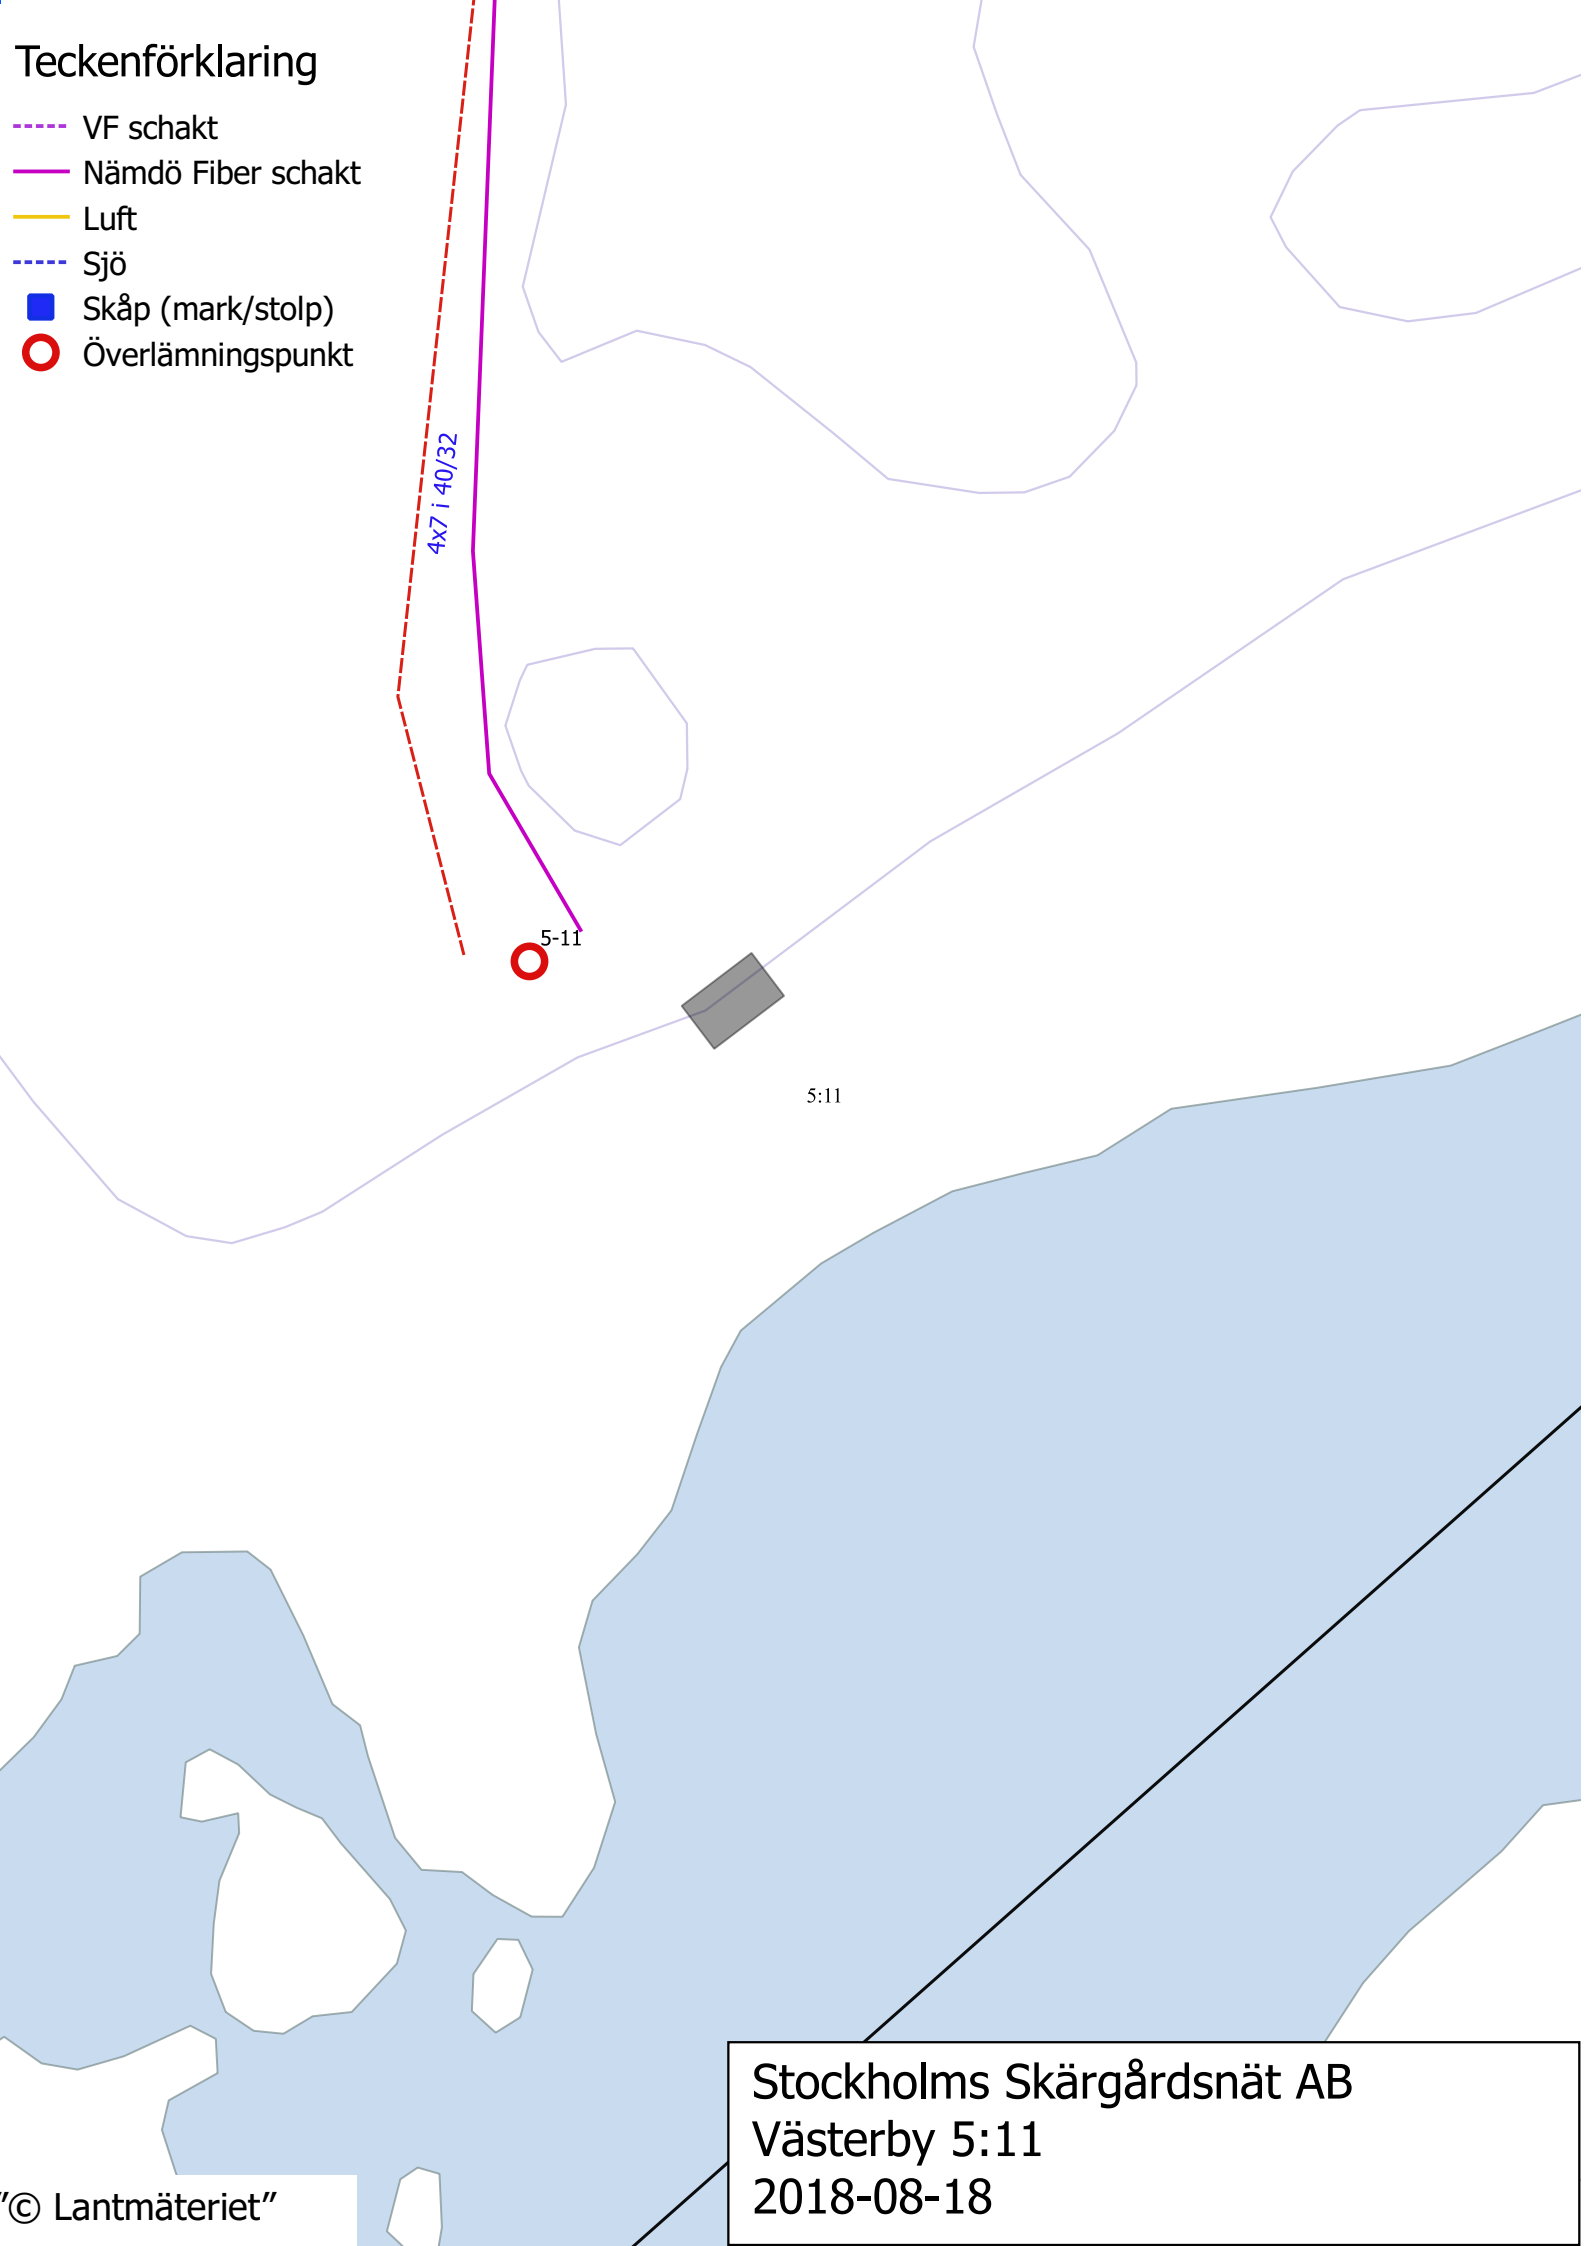 Teckenförklaring
VF schakt
Nämdö Fiber schakt
Luft
Sjö
Skåp (mark/stolp)
Överlämningspunkt
4x7 i 40/32
5-11
5:11
Stockholms Skärgårdsnät AB
Västerby 5:11
2018-08-18
"© Lantmäteriet"